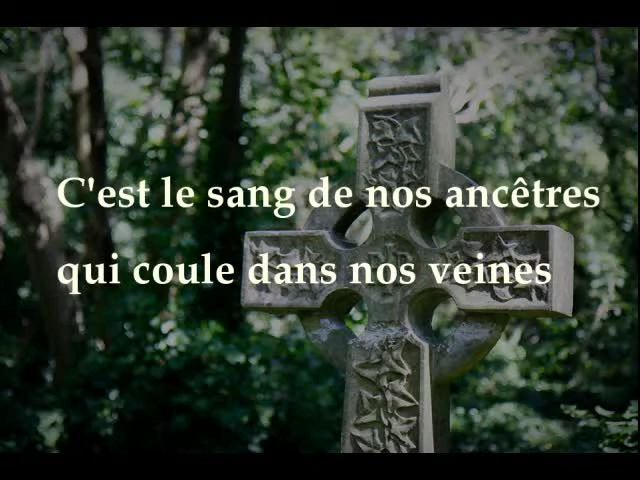 C'est le sang de nos ancêtres
qui coule dans nos veines